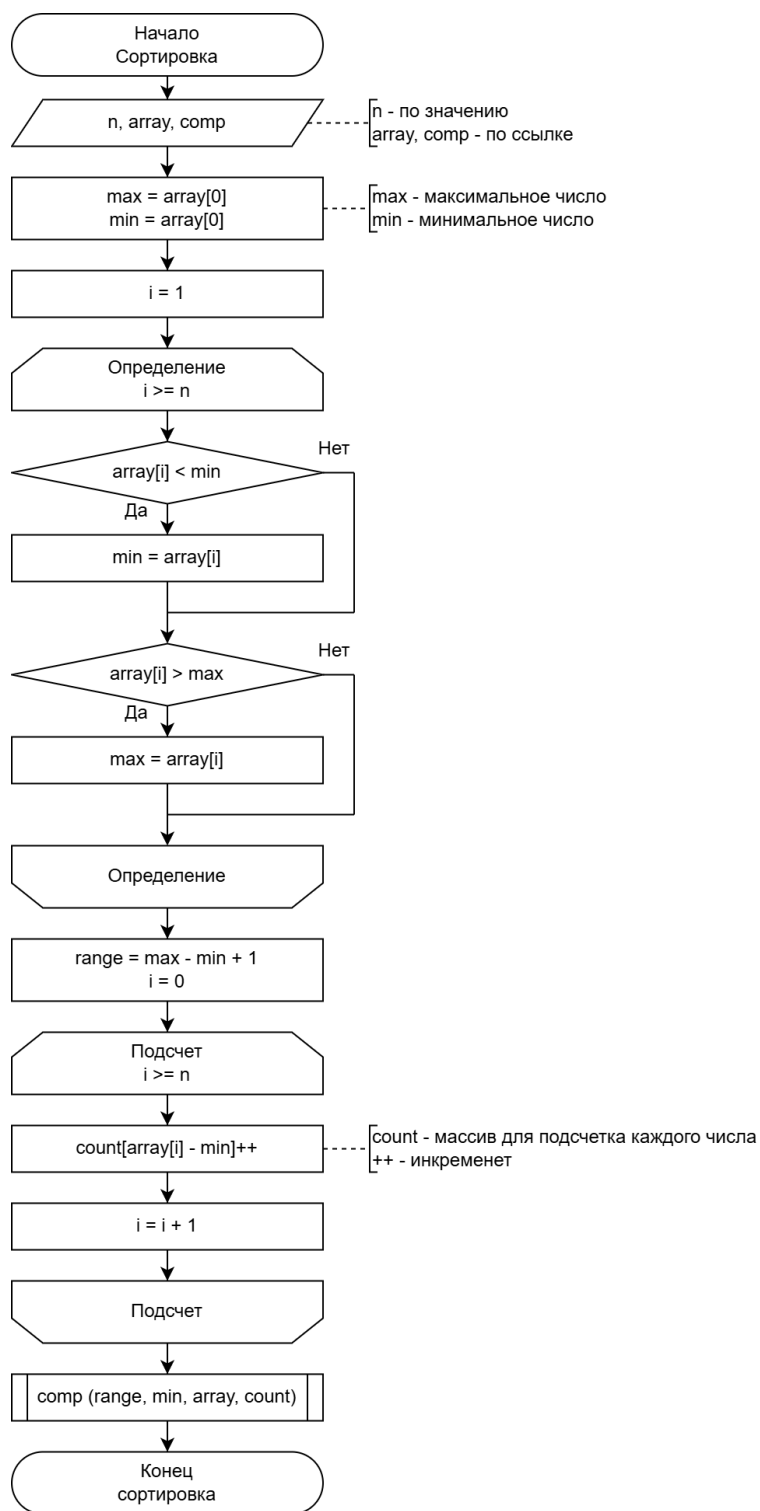 Начало
Сортировка
n, array, comp
n - по значению
array, comp - по ссылке
max = array[0]
min = array[0]
max - максимальное число
min - минимальное число
i = 1
Определение
i >= n
Нет
array[i] < min
Да
min = array[i]
Нет
array[i] > max
Да
max = array[i]
Определение
range = max - min + 1
i = 0
Подсчет
i >= n
count[array[i] - min]++
count - массив для подсчетка каждого числа
++ - инкременет
i = i + 1
Подсчет
comp (range, min, array, count)
Конец
сортировка